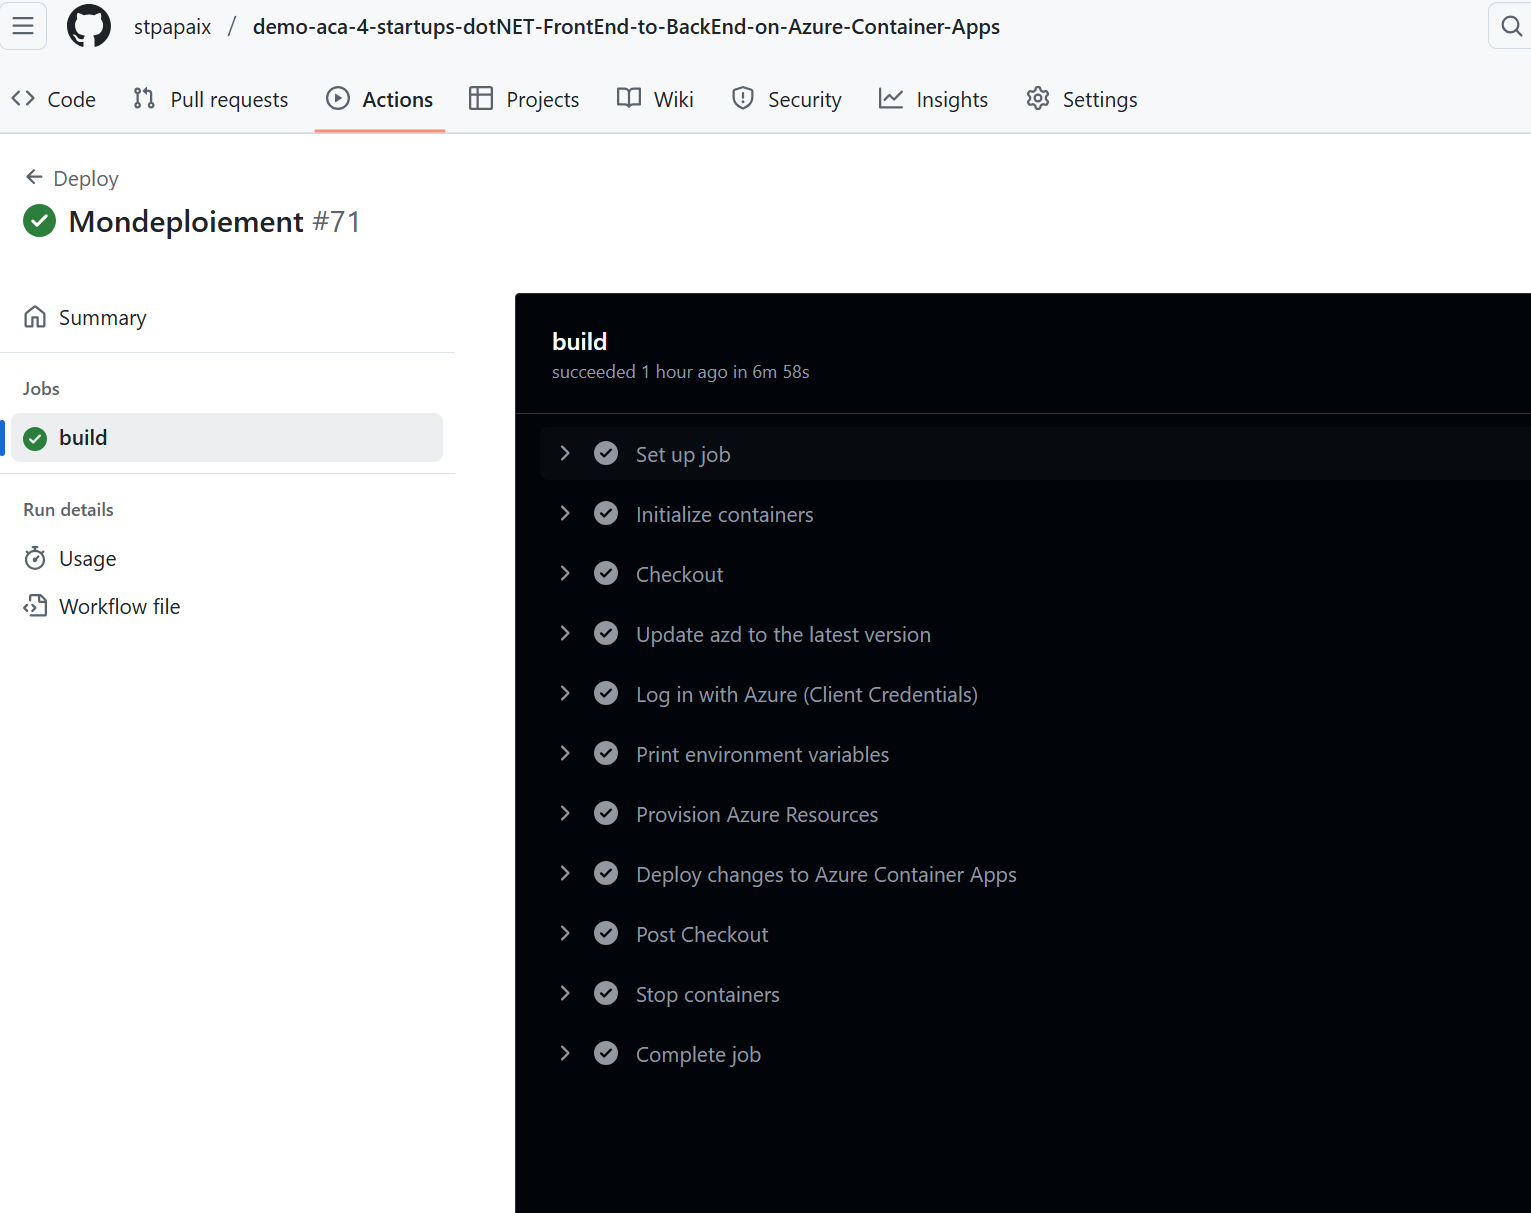 stpapaix / demo-aca-4-startups-dotNET-FrontEnd-to-BackEnd-on-Azure-Container-Apps
Code Pull requests Actions Projects Wiki Security Insights Settings
Deploy
Mondeploiement #71
Summary
Jobs
build
Run details
Usage
Workflow file
build
succeeded 1 hour ago in 6m 58s
Set up job
Initialize containers
Checkout
Update azd to the latest version
Log in with Azure (Client Credentials)
Print environment variables
Provision Azure Resources
Deploy changes to Azure Container Apps
Post Checkout
Stop containers
Complete job